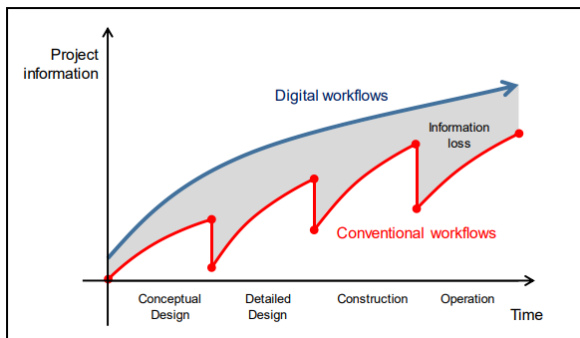 Project
information
Digital workflows
Information
loss
Conventional workflows
Conceptual
Design
Detailed
Design
Construction
Operation
Time